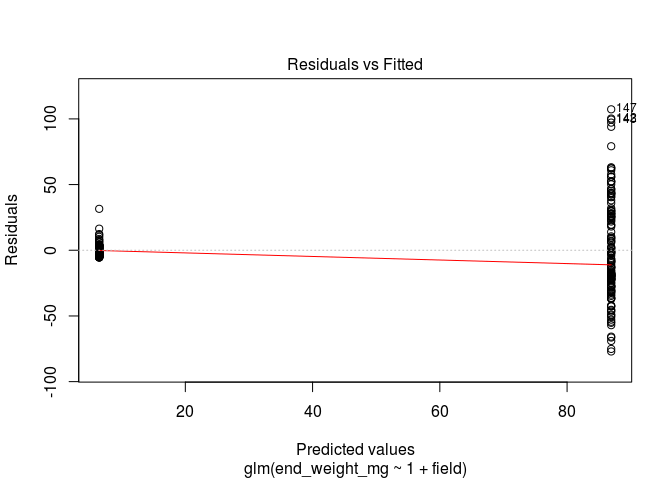 Residuals vs Fitted
147
100
50
0
-50
-100
Residuals
20 40 60 80
Predicted values
glm(end_weight_mg ~ 1 + field)